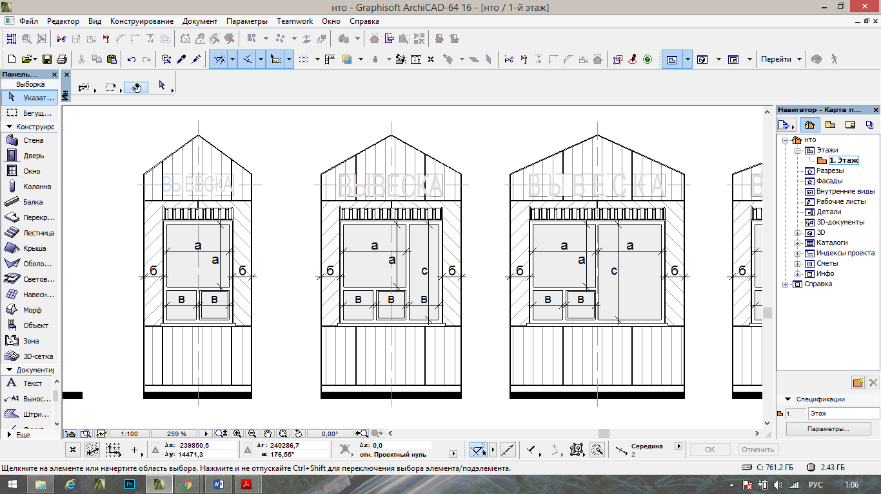 нто - Graphisoft ArchiCAD-64 16 - [нто / 1-й этаж]
Файл Редактор Вид Конструирование Документ Параметры Teamwork Окно Справка
Перейти
Панель...
Выборка
Указат...
Бегущ...
Конструирс
Стена
Дверь
Окно
Колонна
Балка
Перекр...
Лестница
Крыша
Оболо...
Светов...
Навесн...
Морф
Объект
Зона
3D-сетка
Документир
Текст
A1 Вынос...
Штри...
Еще
ВЫВЕСКА ВЫВЕСКА ВЫВЕСКА
а а б б в в
а а с б б в в в
а а а с б б в в
Навигатор - Карта п...
нто
Этажи
1. Этаж
Разрезы
Фасады
Внутренние виды
Рабочие листы
Детали
3D-документы
3D
Каталоги
Индексы проекта
Сметы
Инфо
Справка
Спецификации
1 Этаж
Параметры...
1:100 259 % 0,00°
Δx: -239850,5 Δy: 14471,3
Δr: 240286,7 α: 176,55°
Δz: 0,0 отн. Проектный нуль
Середина
2
OK Отменить
Щелкните на элементе или начертите область выбора. Нажмите и не отпускайте Ctrl+Shift для переключения выбора элемента/подэлемента.
C: 761.2 ГБ 2.43 ГБ
РУС 1:06